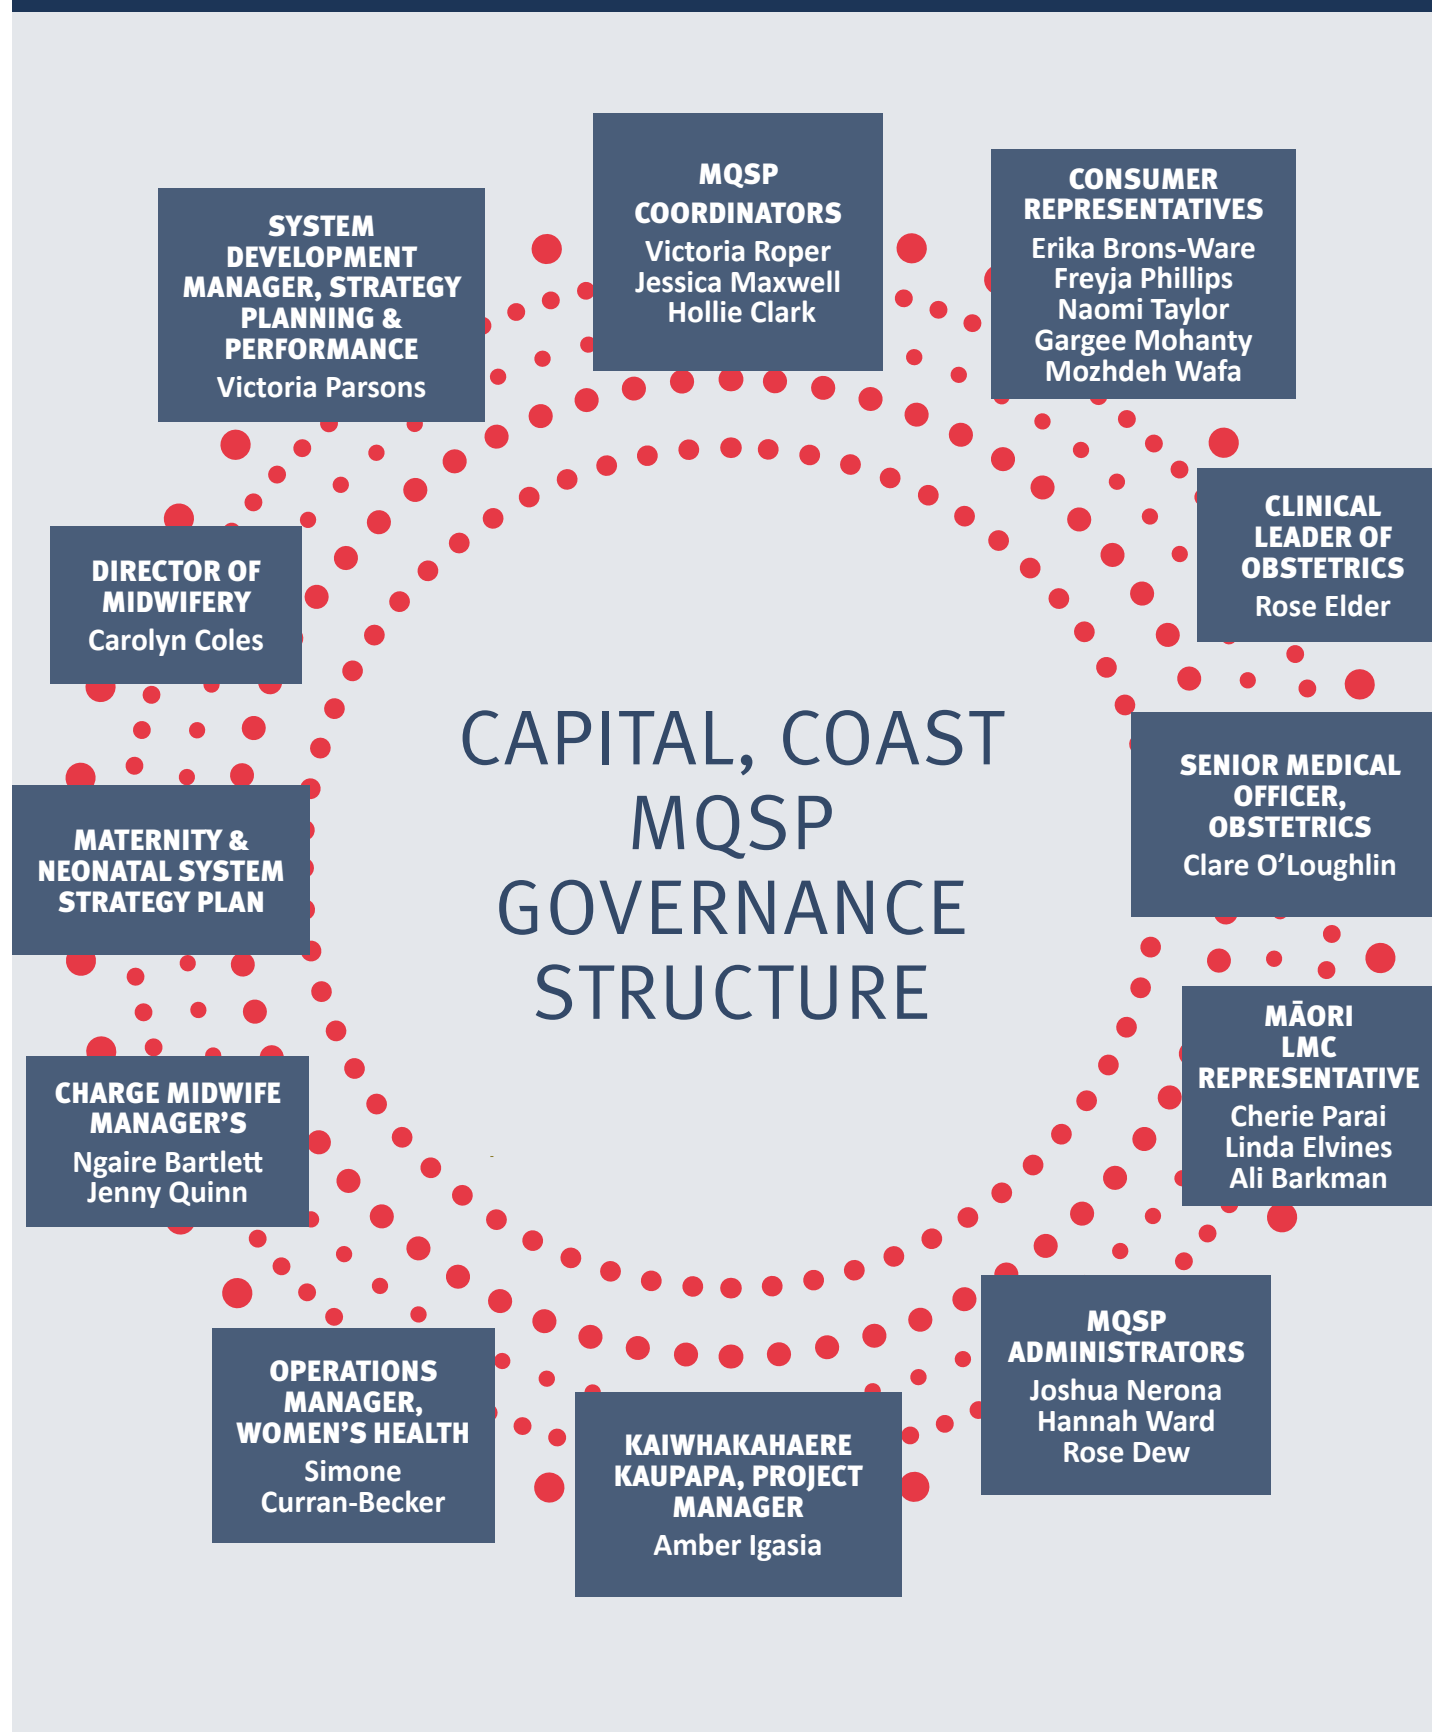 MQSP
COORDINATORS
Victoria Roper
Jessica Maxwell
Hollie Clark
CONSUMER
REPRESENTATIVES
Erika Brons-Ware
Freyja Phillips
Naomi Taylor
Gargee Mohanty
Mozhdeh Wafa
SYSTEM
DEVELOPMENT
MANAGER, STRATEGY
PLANNING &
PERFORMANCE
Victoria Parsons
CLINICAL
LEADER OF
OBSTETRICS
Rose Elder
DIRECTOR OF
MIDWIFERY
Carolyn Coles
CAPITAL, COAST
MQSP
GOVERNANCE
STRUCTURE
SENIOR MEDICAL
OFFICER,
OBSTETRICS
Clare O’Loughlin
MATERNITY &
NEONATAL SYSTEM
STRATEGY PLAN
MĀORI
LMC
REPRESENTATIVE
Cherie Parai
Linda Elvines
Ali Barkman
CHARGE MIDWIFE
MANAGER’S
Ngaire Bartlett
Jenny Quinn
MQSP
ADMINISTRATORS
Joshua Nerona
Hannah Ward
Rose Dew
OPERATIONS
MANAGER,
WOMEN’S HEALTH
Simone
Curran-Becker
KAIWHAKAHAERE
KAUPAPA, PROJECT
MANAGER
Amber Igasia